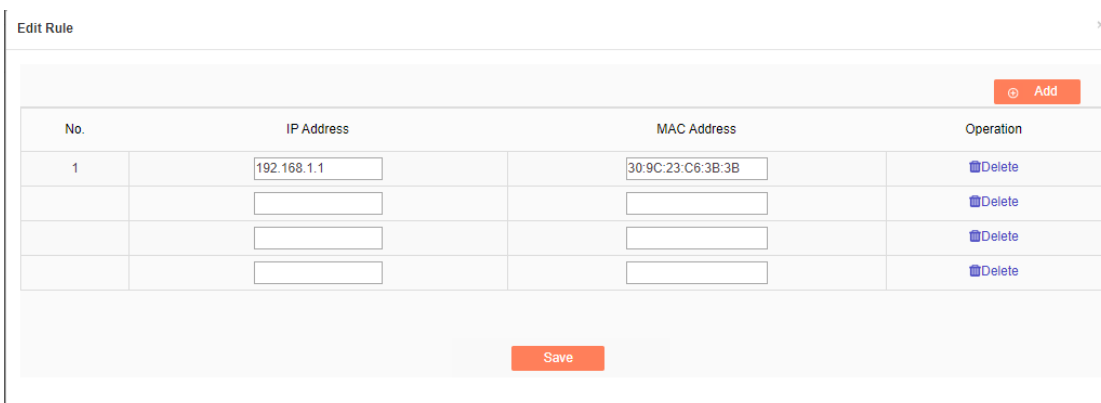 Edit Rule
Add
No. IP Address MAC Address Operation
1 192.168.1.1 30:9C:23:C6:3B:3B Delete
Delete
Delete
Delete
Save